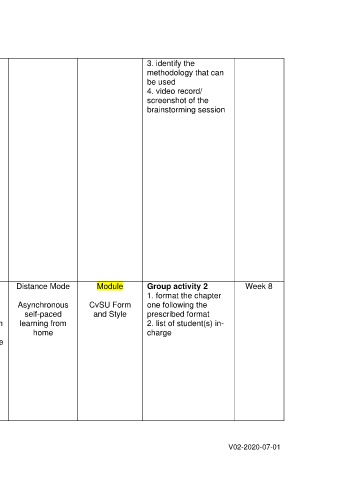 3. identify the
methodology that can
be used
4. video record/
screenshot of the
brainstorming session
n
e
Distance Mode
Asynchronous
self-paced
learning from
home
Module
CvSU Form
and Style
Group activity 2
1. format the chapter
one following the
prescribed format
2. list of student(s) in-
charge
Week 8
V02-2020-07-01